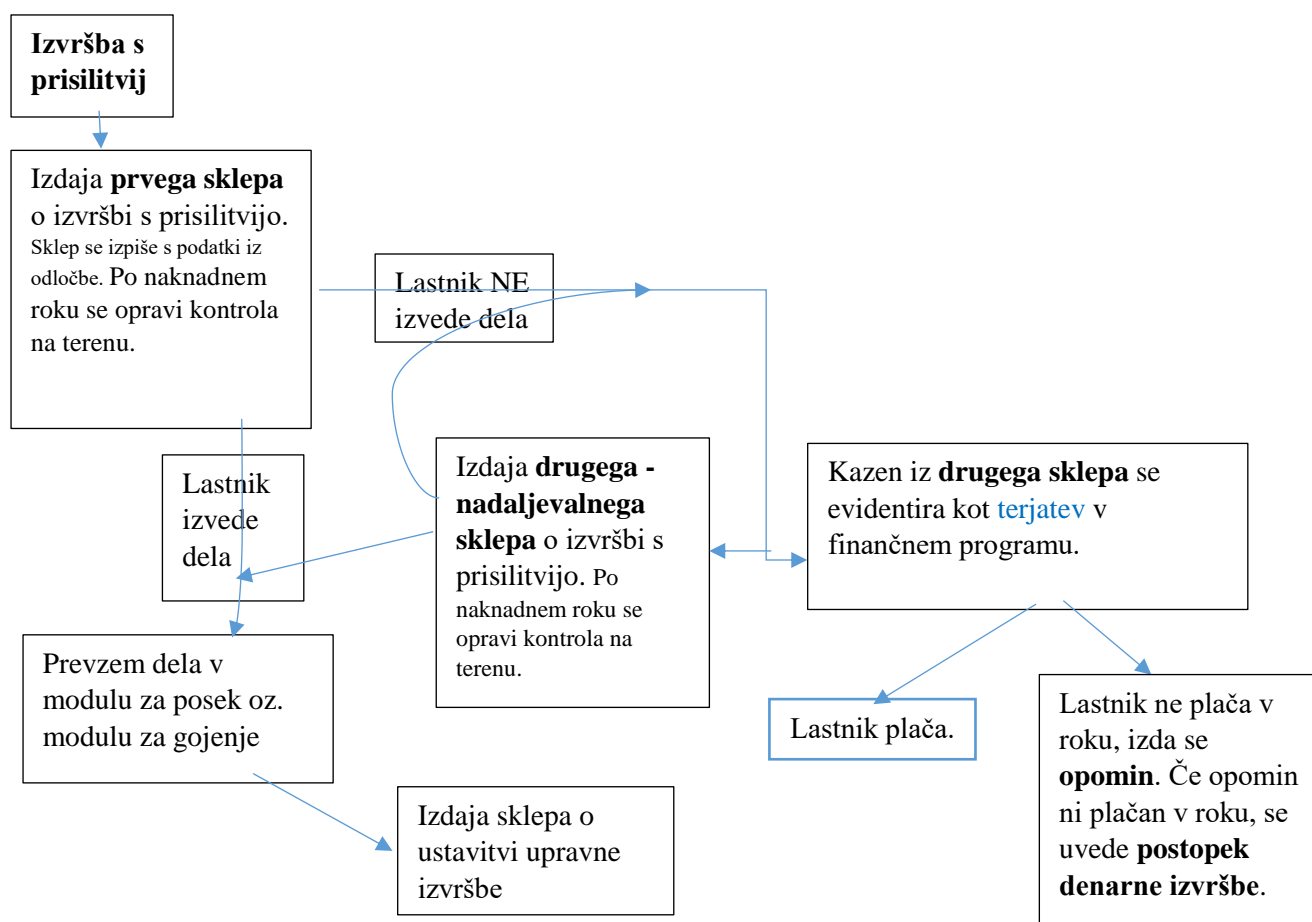 Izvršba s
prisilitvij
Izdaja prvega sklepa
o izvršbi s prisilitvijo.
Sklep se izpiše s podatki iz
odločbe. Po naknadnem
roku se opravi kontrola
na terenu.
Lastnik NE
izvede dela
Lastnik
izvede
dela
Izdaja drugega -
nadaljevalnega
sklepa o izvršbi s
prisilitvijo. Po
naknadnem roku se
opravi kontrola na
terenu.
Kazen iz drugega sklepa se
evidentira kot terjatev v
finančnem programu.
Prevzem dela v
modulu za posek oz.
modulu za gojenje
Lastnik plača.
Lastnik ne plača v
roku, izda se
opomin. Če opomin
ni plačan v roku, se
uvede postopek
denarne izvršbe.
Izdaja sklepa o
ustavitvi upravne
izvršbe